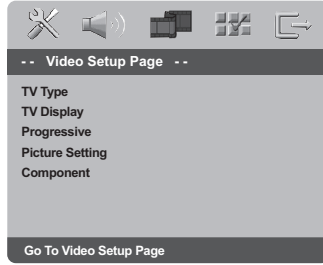 -- Video Setup Page --
TV Type
TV Display
Progressive
Picture Setting
Component
Go To Video Setup Page